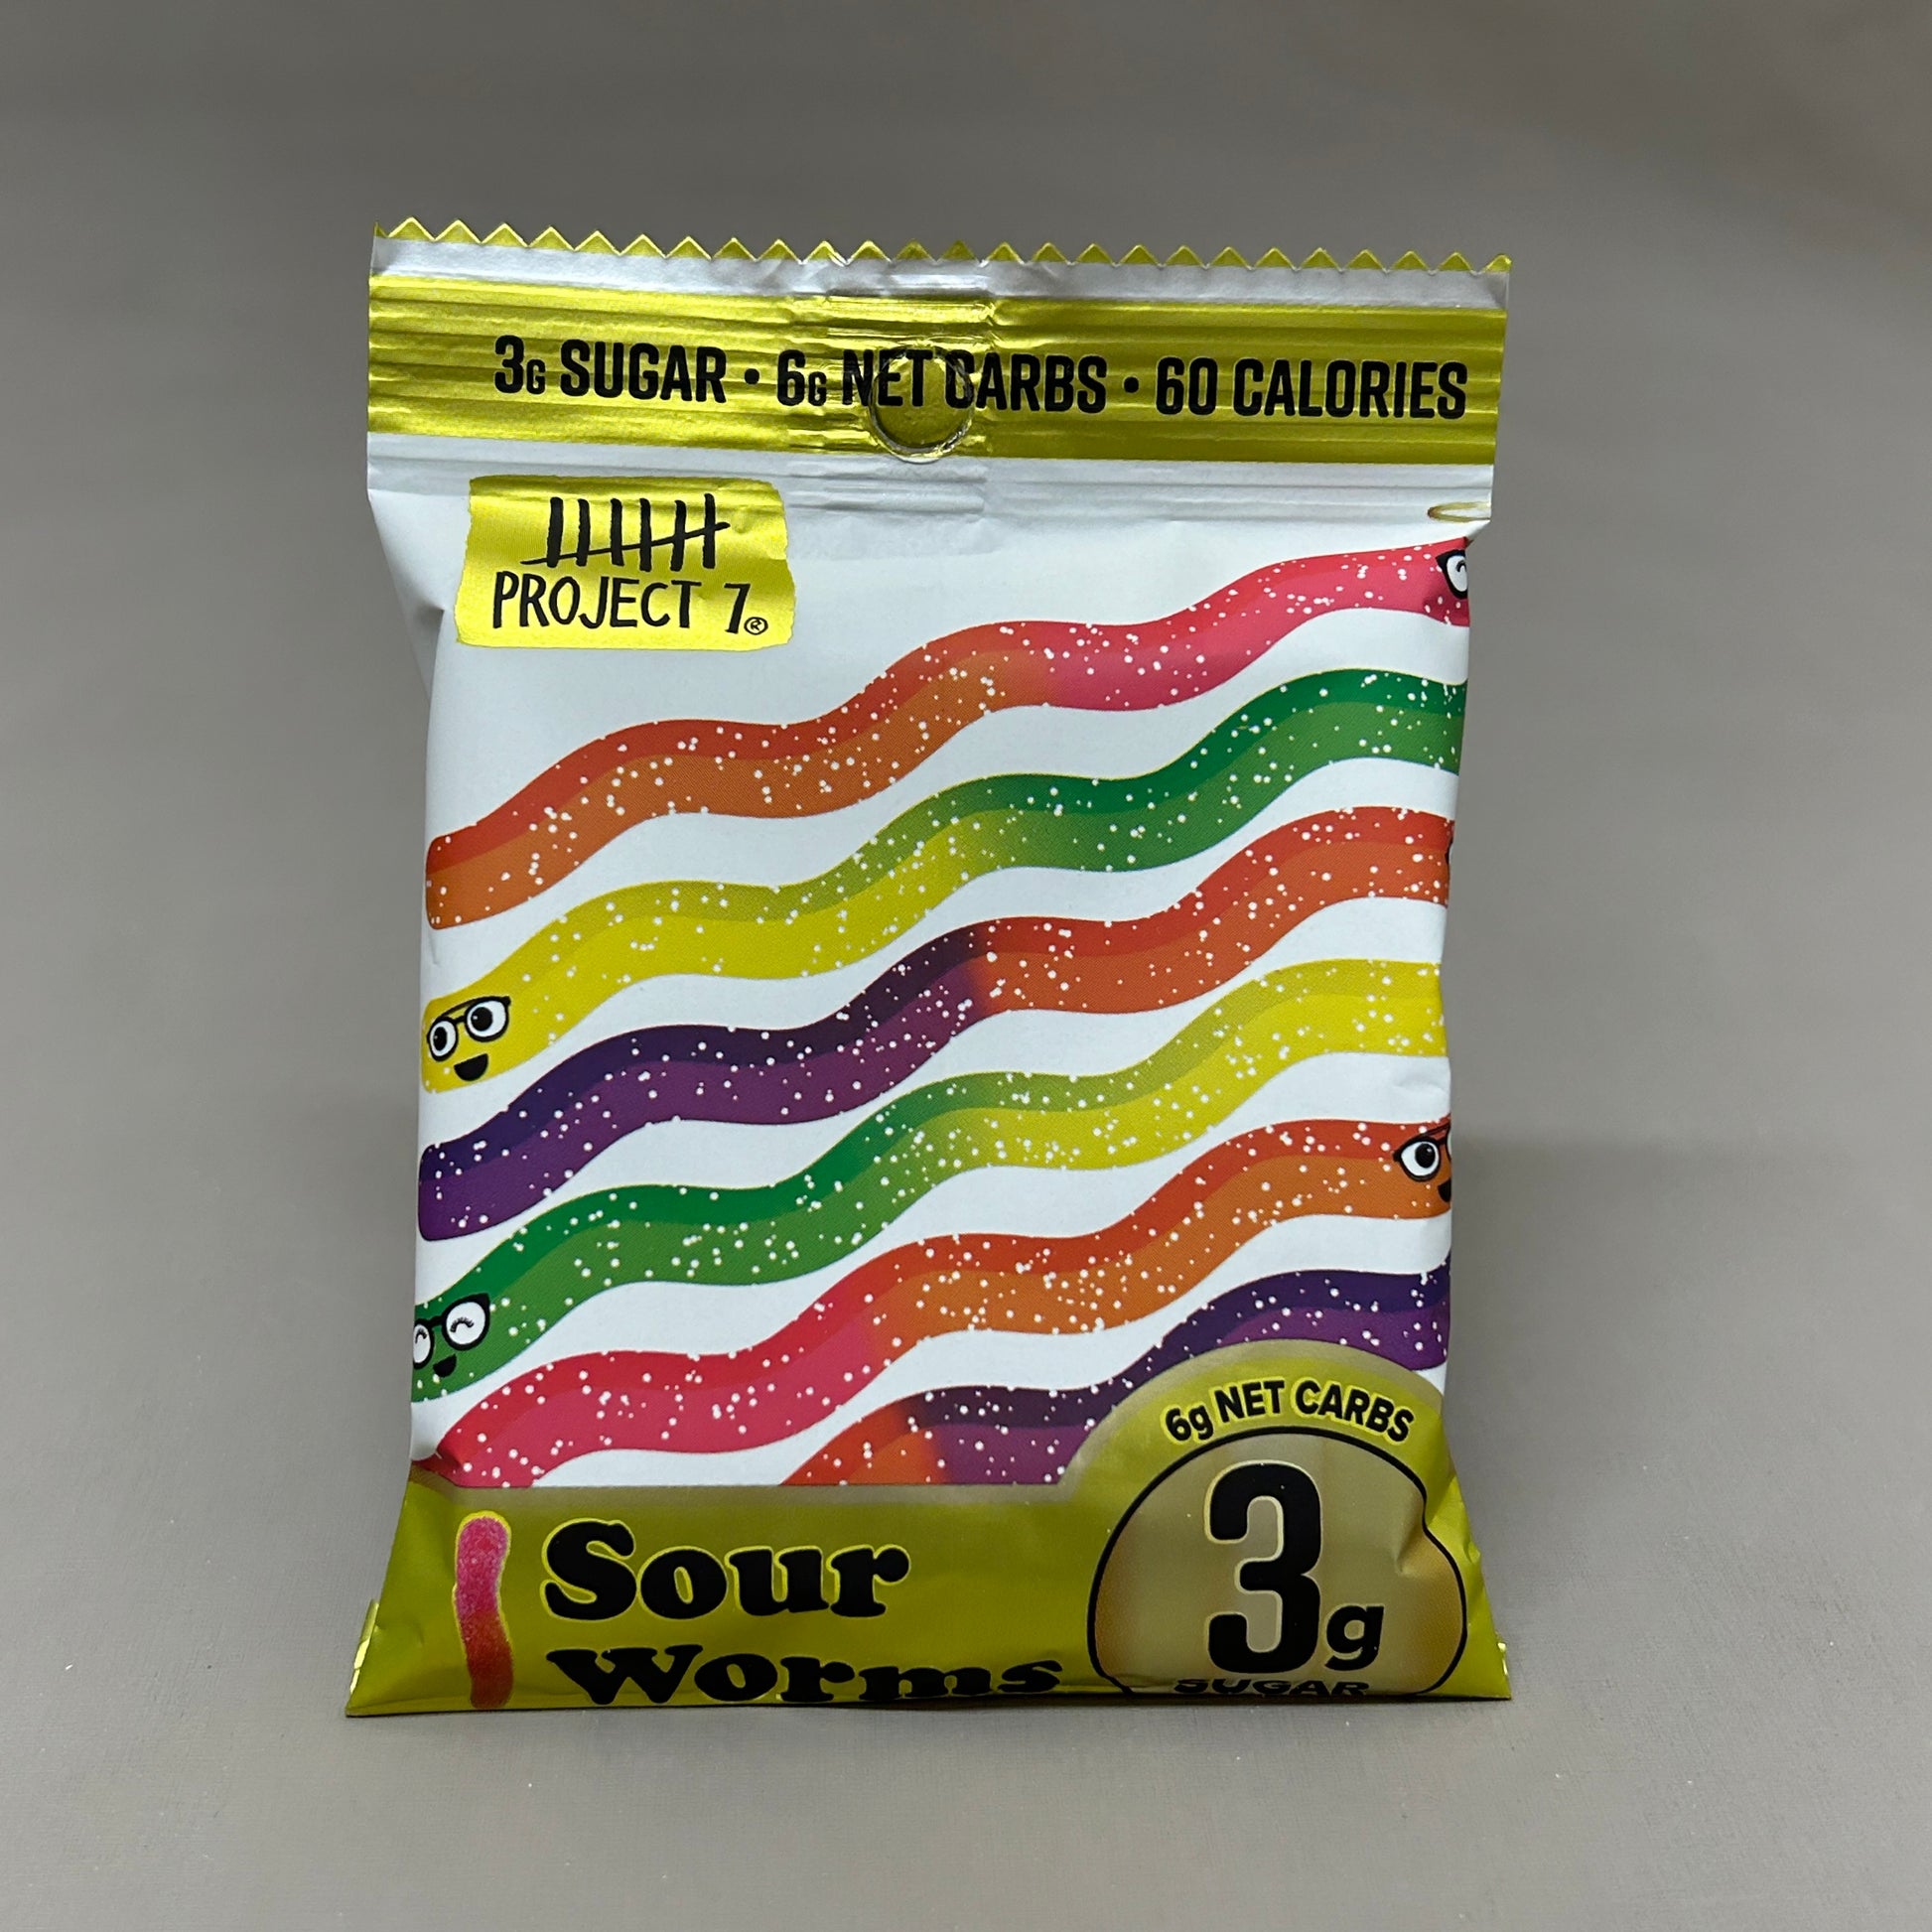 3G SUGAR • 6G NET CARBS • 60 CALORIES
PROJECT 7®
6g NET CARBS
3g
SUGAR
Sour
Worms